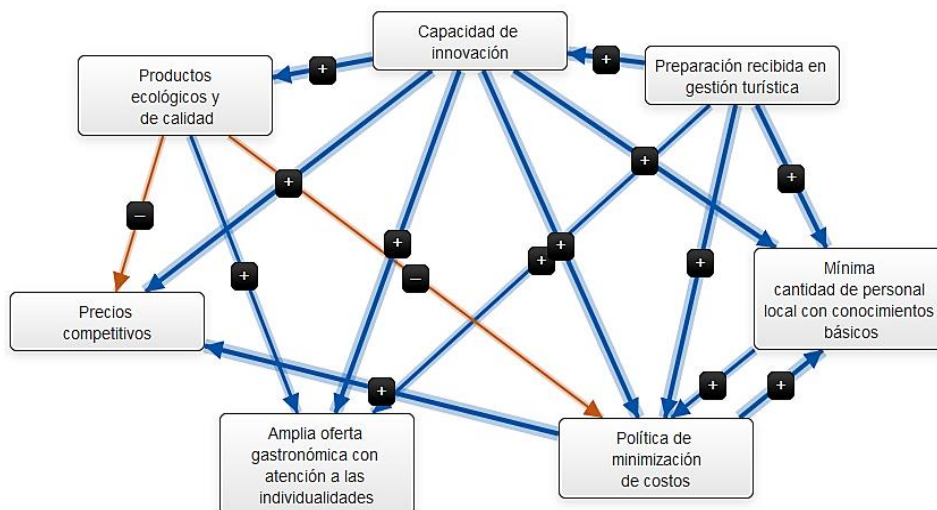 Capacidad de
innovación
Productos
ecológicos y
de calidad
Preparación recibida en
gestión turística
+
+
+
+
+
–
+
+
+
+
+
–
Mínima
cantidad de personal
local con conocimientos
básicos
Precios
competitivos
+
+
+
Amplia oferta
gastronómica con
atención a las
individualidades
Política de
minimización
de costos